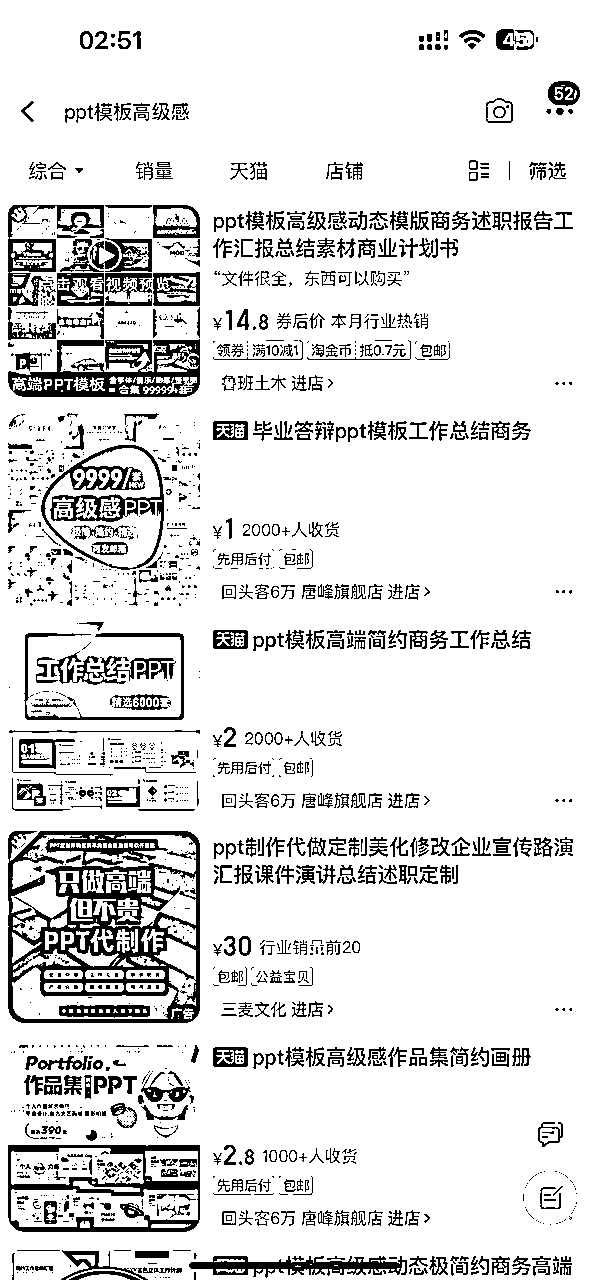 02:51
45
ppt模板高级感
52
综合 销量 天猫 店铺 筛选
ppt模板高级感动态模版商务述职报告工
作汇报总结素材商业计划书
“文件很全，东西可以购买”
¥14.8 券后价 本月行业热销
领券 满10减1 淘金币 抵0.7元 包邮
鲁班土木 进店>
点击观看视频预览
高端PPT模板
合集 99999+套
天猫 毕业答辩ppt模板工作总结商务
9999/套
高级感PPT
¥1 2000+人收货
先用后付 包邮
回头客6万 唐峰旗舰店 进店>
天猫 ppt模板高端简约商务工作总结
工作总结PPT
精选6000套
¥2 2000+人收货
先用后付 包邮
回头客6万 唐峰旗舰店 进店>
ppt制作代做定制美化修改企业宣传路演
汇报课件演讲总结述职定制
只做高端
但不贵
PPT代制作
广告
¥30 行业销量前20
包邮 公益宝贝
三麦文化 进店>
天猫 ppt模板高级感作品集简约画册
Portfolio.
作品集 PPT
390
¥2.8 1000+人收货
先用后付 包邮
回头客6万 唐峰旗舰店 进店>
天猫 ppt模板高级感动态极简约商务高端